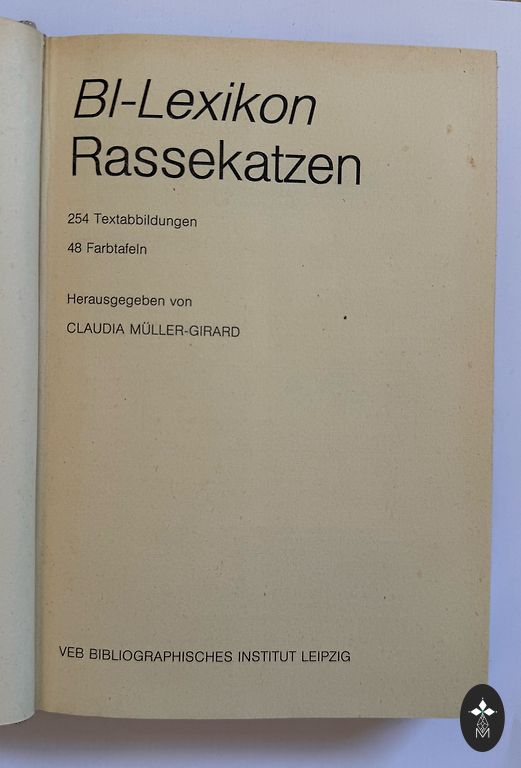 BI-Lexikon
Rassekatzen
254 Textabbildungen
48 Farbtafeln
Herausgegeben von
CLAUDIA MÜLLER-GIRARD
VEB BIBLIOGRAPHISCHES INSTITUT LEIPZIG
M